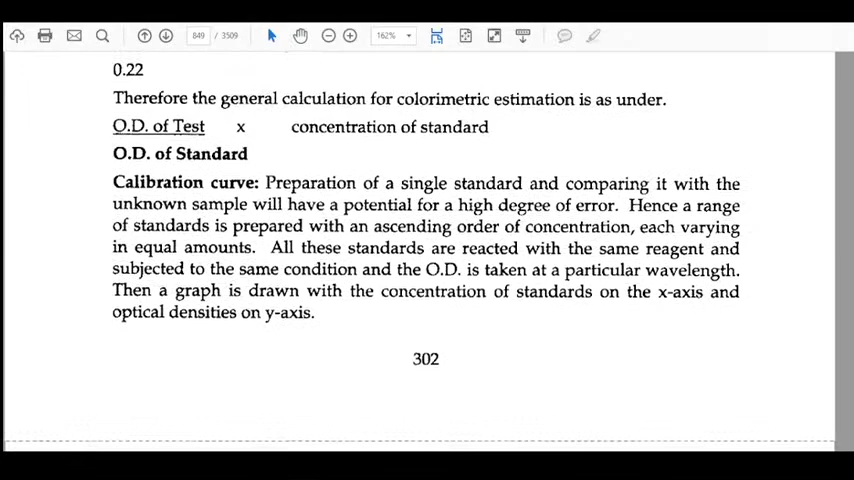 849 / 3509
162%
0.22
Therefore the general calculation for colorimetric estimation is as under.
O.D. of Test x concentration of standard
O.D. of Standard
Calibration curve: Preparation of a single standard and comparing it with the
unknown sample will have a potential for a high degree of error. Hence a range
of standards is prepared with an ascending order of concentration, each varying
in equal amounts. All these standards are reacted with the same reagent and
subjected to the same condition and the O.D. is taken at a particular wavelength.
Then a graph is drawn with the concentration of standards on the x-axis and
optical densities on y-axis.
302